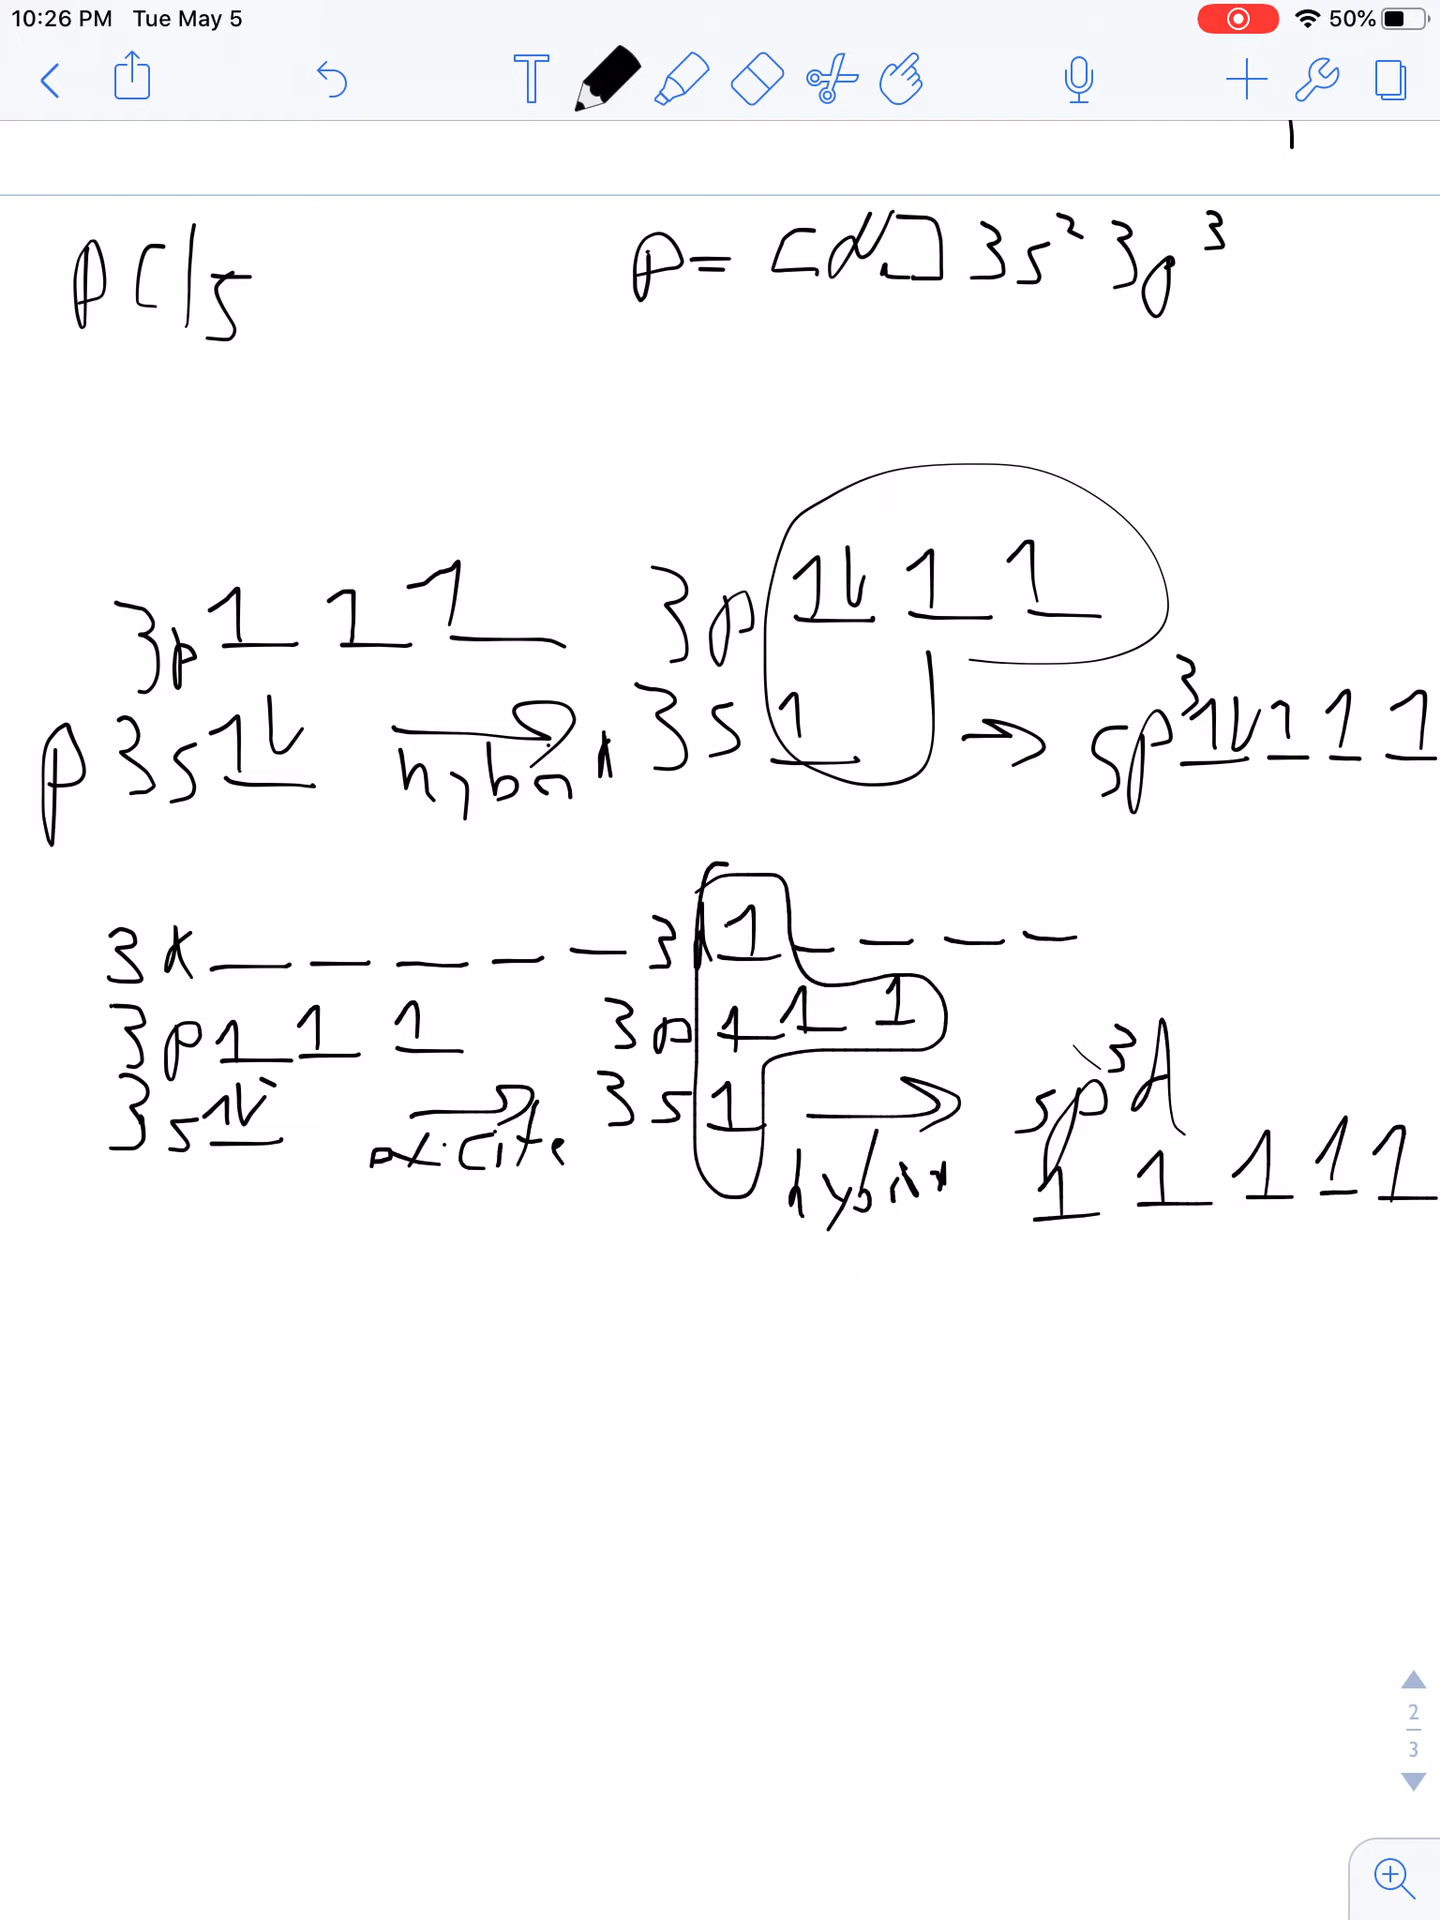 10:26 PM Tue May 5 50%
PCl5 P= [Ne] 3s² 3p³
3p 1 1 1 3p 1l 1 1
P 3s 1l hybrid 3s 1 → sp³ 1l 1 1 1
3d 3d 1
3p 1 1 1 3p 1 1 1
3s 1l excite 3s 1 → sp³d
hybrid 1 1 1 1 1
2
3